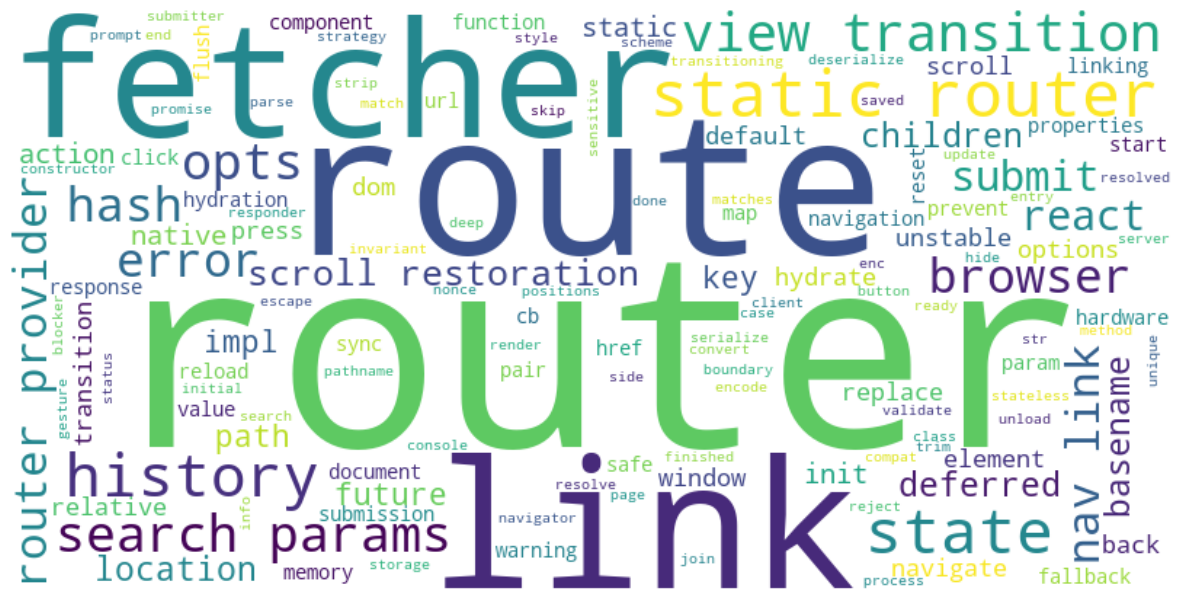 submitter
component
function
static
view transition
prompt
end
strategy
style
scheme
flush
fetcher
transitioning
deserialize
scroll
linking
strip
promise
parse
match
url
skip
sensitive
static router
saved
default
children
properties
start
action
click
constructor
opts
route
dom
done
matches
map
reset
update
submit
resolved
entry
hash
hydration
responder
deep
navigation
prevent
react
native
press
invariant
unstable
options
server
error
scroll restoration
key
hydrate
enc
hide
browser
response
escape
nonce
positions
client
case
button
ready
hardware
method
router provider
blocker
transition
status
gesture
impl
router
cb
sync
render
href
serialize
convert
str
unique
reload
initial
pathname
pair
side
boundary
encode
param
stateless
value
search
replace
validate
unload
path
console
class
trim
nav link
basename
history
document
link
safe
finished
window
compat
element
init
deferred
relative
info
future
submission
resolve
page
reject
search params
navigator
state
warning
back
location
memory
storage
join
process
navigate
fallback